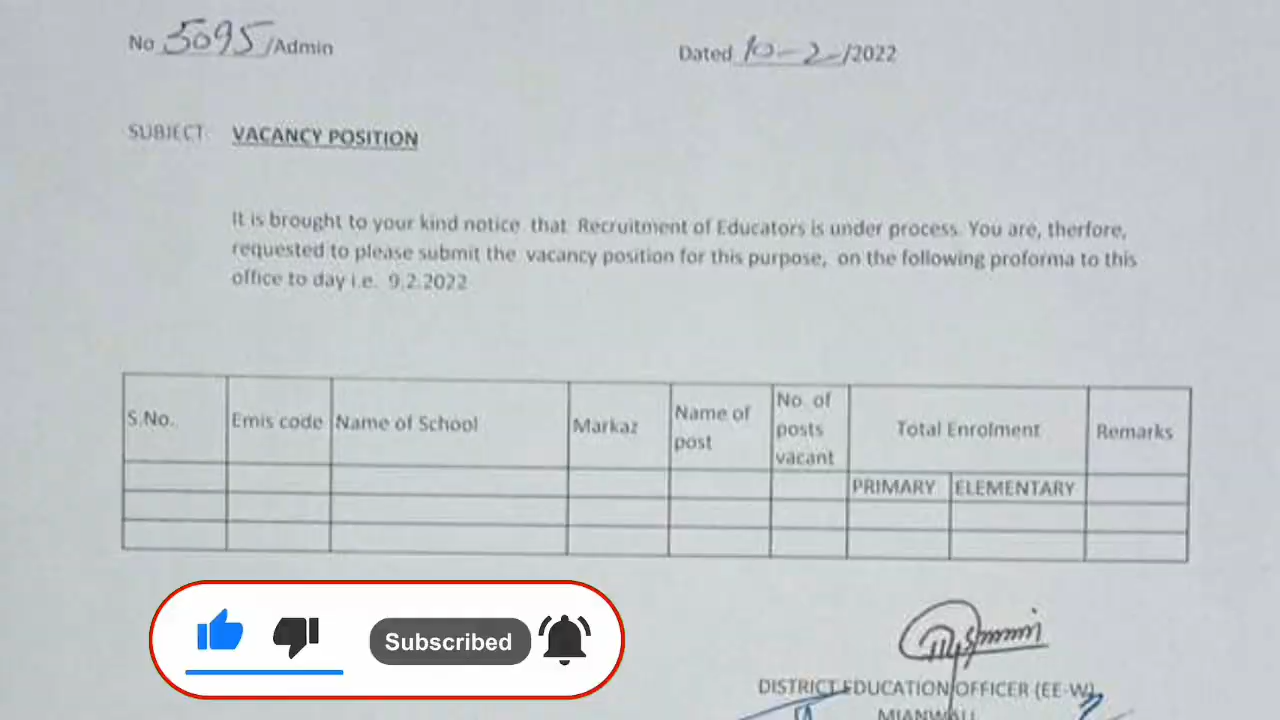 No 5095/Admin
Dated 10-2-/2022
SUBJECT: VACANCY POSITION
It is brought to your kind notice that Recruitment of Educators is under process. You are, therfore,
requested to please submit the vacancy position for this purpose, on the following proforma to this
office to day i.e. 9.2.2022
S.No.
Emis code
Name of School
Markaz
Name of
post
No. of
posts
vacant
Total Enrolment
Remarks
PRIMARY
ELEMENTARY
Subscribed
DISTRICT EDUCATION OFFICER (EE-W)
MIANWALI